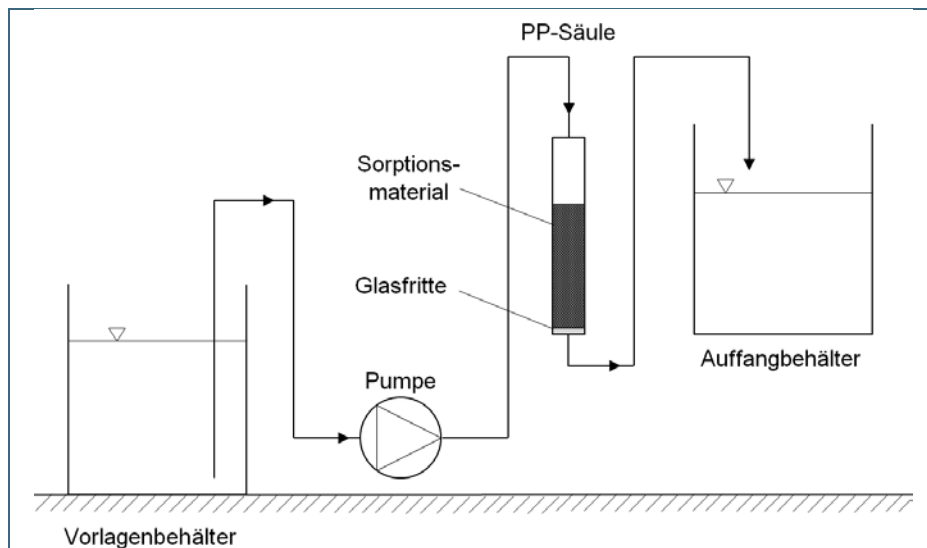 PP-Säule
Sorptions-
material
Glasfritte
Pumpe
Auffangbehälter
Vorlagenbehälter